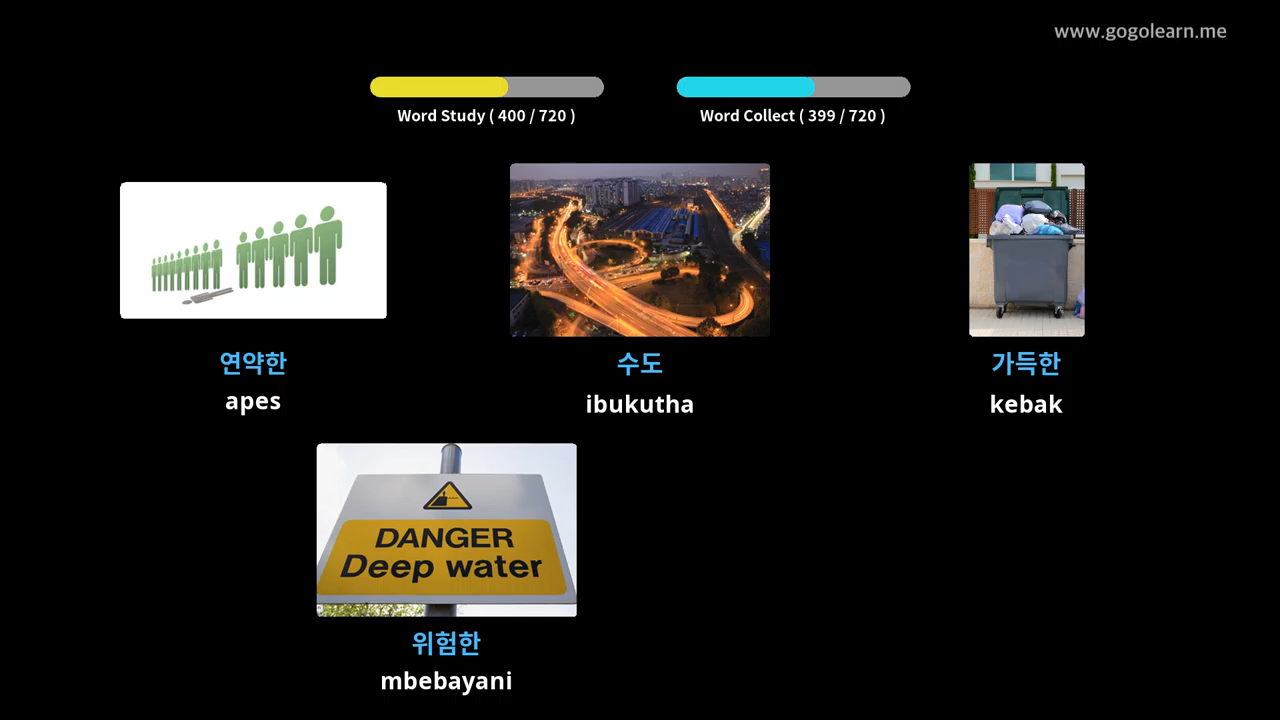 www.gogolearn.me
Word Study ( 400 / 720 )
Word Collect ( 399 / 720 )
연약한
apes
수도
ibukutha
가득한
kebak
DANGER
Deep water
위험한
mbebayani